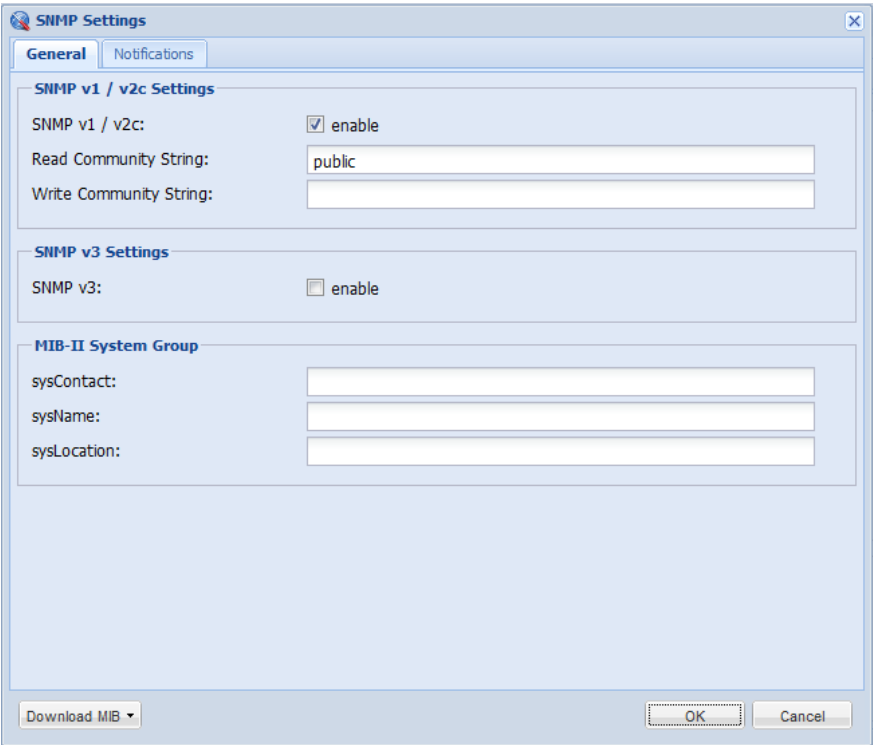 SNMP Settings
General Notifications
SNMP v1 / v2c Settings
SNMP v1 / v2c: enable
Read Community String: public
Write Community String:
SNMP v3 Settings
SNMP v3: enable
MIB-II System Group
sysContact:
sysName:
sysLocation:
Download MIB OK Cancel